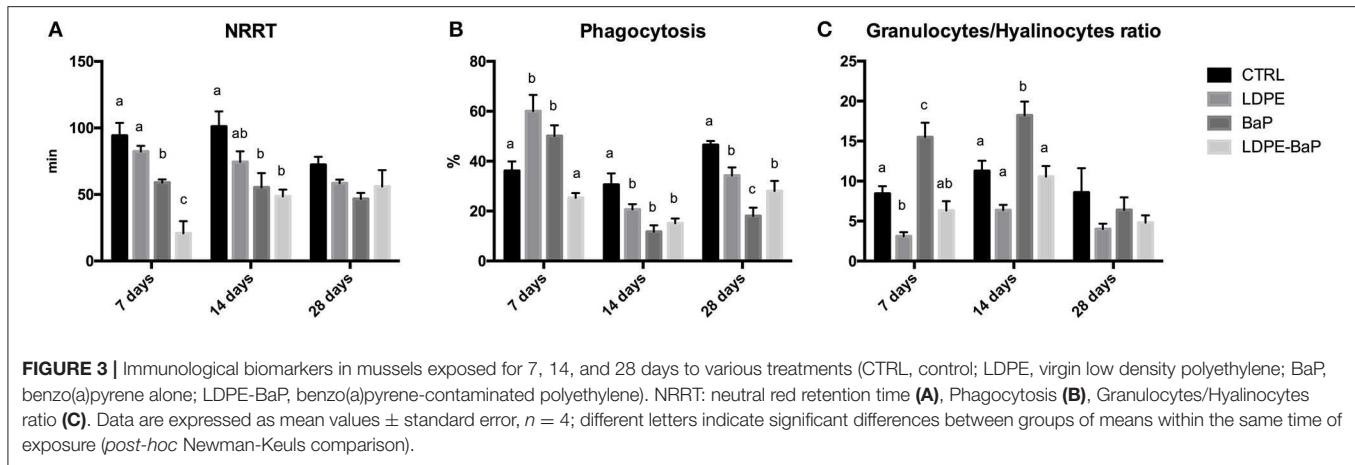 A NRRT
150
100
50
0
min
a a b c
a ab b b
7 days
14 days
28 days
B Phagocytosis
80
60
40
20
0
%
a b b a
a b b b
a b c b
7 days
14 days
28 days
C Granulocytes/Hyalinocytes ratio
25
20
15
10
5
0
a b c ab
a a b a
7 days
14 days
28 days
CTRL
LDPE
BaP
LDPE-BaP
FIGURE 3 | Immunological biomarkers in mussels exposed for 7, 14, and 28 days to various treatments (CTRL, control; LDPE, virgin low density polyethylene; BaP,
benzo(a)pyrene alone; LDPE-BaP, benzo(a)pyrene-contaminated polyethylene). NRRT: neutral red retention time (A), Phagocytosis (B), Granulocytes/Hyalinocytes
ratio (C). Data are expressed as mean values ± standard error, n = 4; different letters indicate significant differences between groups of means within the same time of
exposure (post-hoc Newman-Keuls comparison).